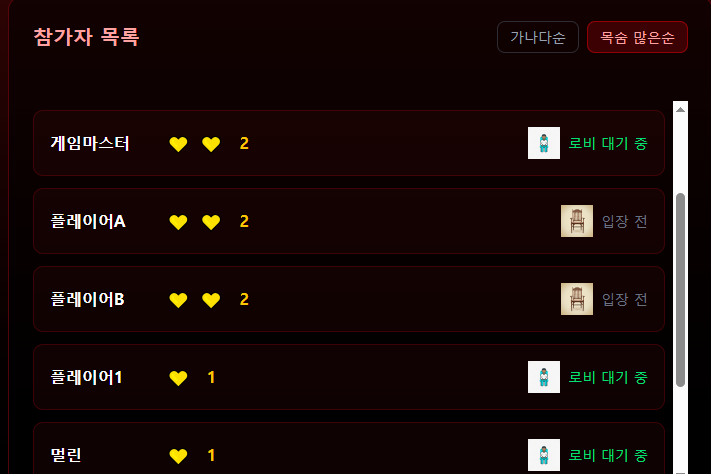 참가자 목록
가나다순 목숨 많은순
게임마스터 2 로비 대기 중
플레이어A 2 입장 전
플레이어B 2 입장 전
플레이어1 1 로비 대기 중
멀린 1 로비 대기 중